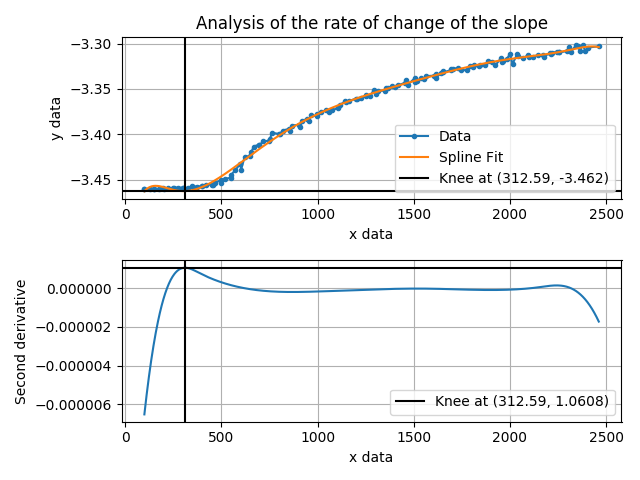 Analysis of the rate of change of the slope
−3.30
−3.35
−3.40
−3.45
y data
Data
Spline Fit
Knee at (312.59, -3.462)
0 500 1000 1500 2000 2500
x data
0.000000
−0.000002
−0.000004
−0.000006
Second derivative
Knee at (312.59, 1.0608)
0 500 1000 1500 2000 2500
x data